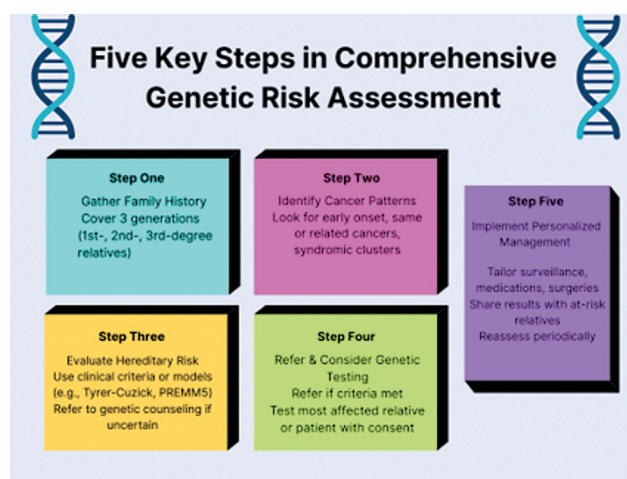 Five Key Steps in Comprehensive
Genetic Risk Assessment
Step One
Gather Family History
Cover 3 generations
(1st-, 2nd-, 3rd-degree
relatives)
Step Two
Identify Cancer Patterns
Look for early onset, same
or related cancers,
syndromic clusters
Step Three
Evaluate Hereditary Risk
Use clinical criteria or models
(e.g., Tyrer-Cuzick, PREMM5)
Refer to genetic counseling if
uncertain
Step Four
Refer & Consider Genetic
Testing
Refer if criteria met
Test most affected relative
or patient with consent
Step Five
Implement Personalized
Management
Tailor surveillance,
medications, surgeries
Share results with at-risk
relatives
Reassess periodically